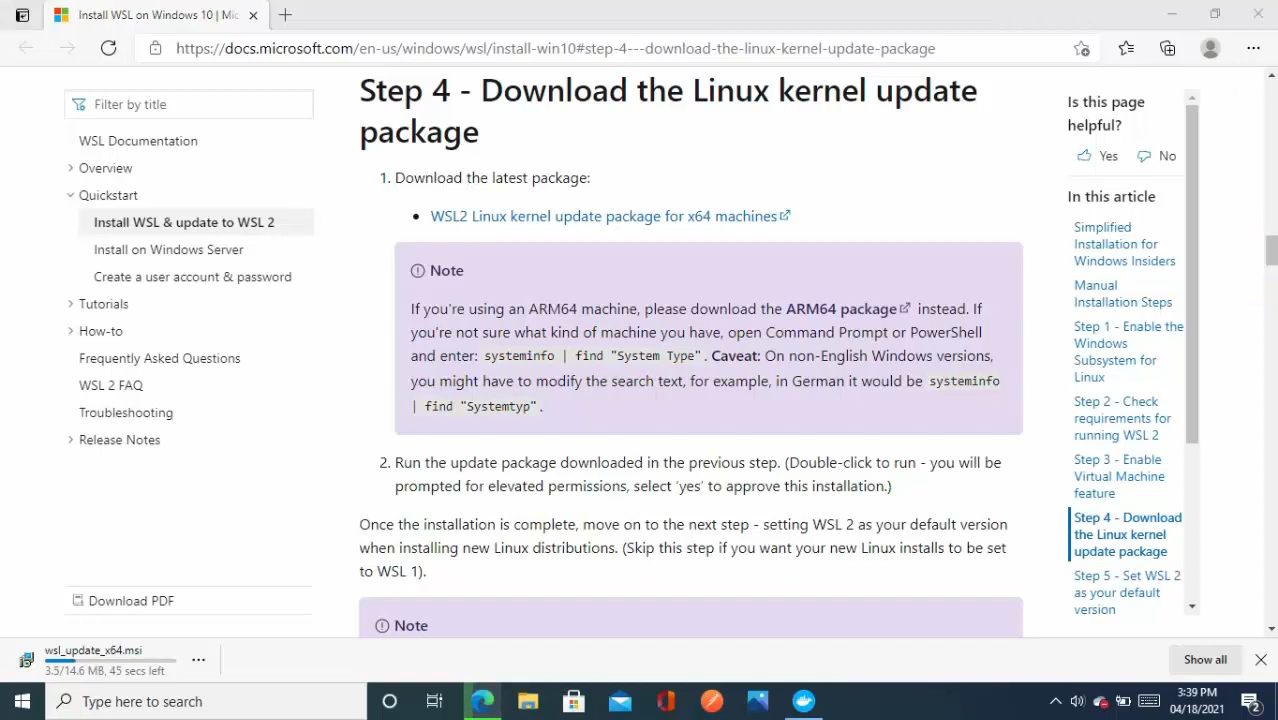 Install WSL on Windows 10 | Mic
https://docs.microsoft.com/en-us/windows/wsl/install-win10#step-4---download-the-linux-kernel-update-package
Filter by title
WSL Documentation
Overview
Quickstart
Install WSL & update to WSL 2
Install on Windows Server
Create a user account & password
Tutorials
How-to
Frequently Asked Questions
WSL 2 FAQ
Troubleshooting
Release Notes
Download PDF
Step 4 - Download the Linux kernel update
package
1. Download the latest package:
WSL2 Linux kernel update package for x64 machines
Note
If you're using an ARM64 machine, please download the ARM64 package instead. If
you're not sure what kind of machine you have, open Command Prompt or PowerShell
and enter: systeminfo | find "System Type". Caveat: On non-English Windows versions,
you might have to modify the search text, for example, in German it would be systeminfo
| find "Systemtyp".
2. Run the update package downloaded in the previous step. (Double-click to run - you will be
prompted for elevated permissions, select 'yes' to approve this installation.)
Once the installation is complete, move on to the next step - setting WSL 2 as your default version
when installing new Linux distributions. (Skip this step if you want your new Linux installs to be set
to WSL 1).
Note
Is this page
helpful?
Yes No
In this article
Simplified
Installation for
Windows Insiders
Manual
Installation Steps
Step 1 - Enable the
Windows
Subsystem for
Linux
Step 2 - Check
requirements for
running WSL 2
Step 3 - Enable
Virtual Machine
feature
Step 4 - Download
the Linux kernel
update package
Step 5 - Set WSL 2
as your default
version
wsl_update_x64.msi
3.5/14.6 MB, 45 secs left
Show all
Type here to search
3:39 PM
04/18/2021
2